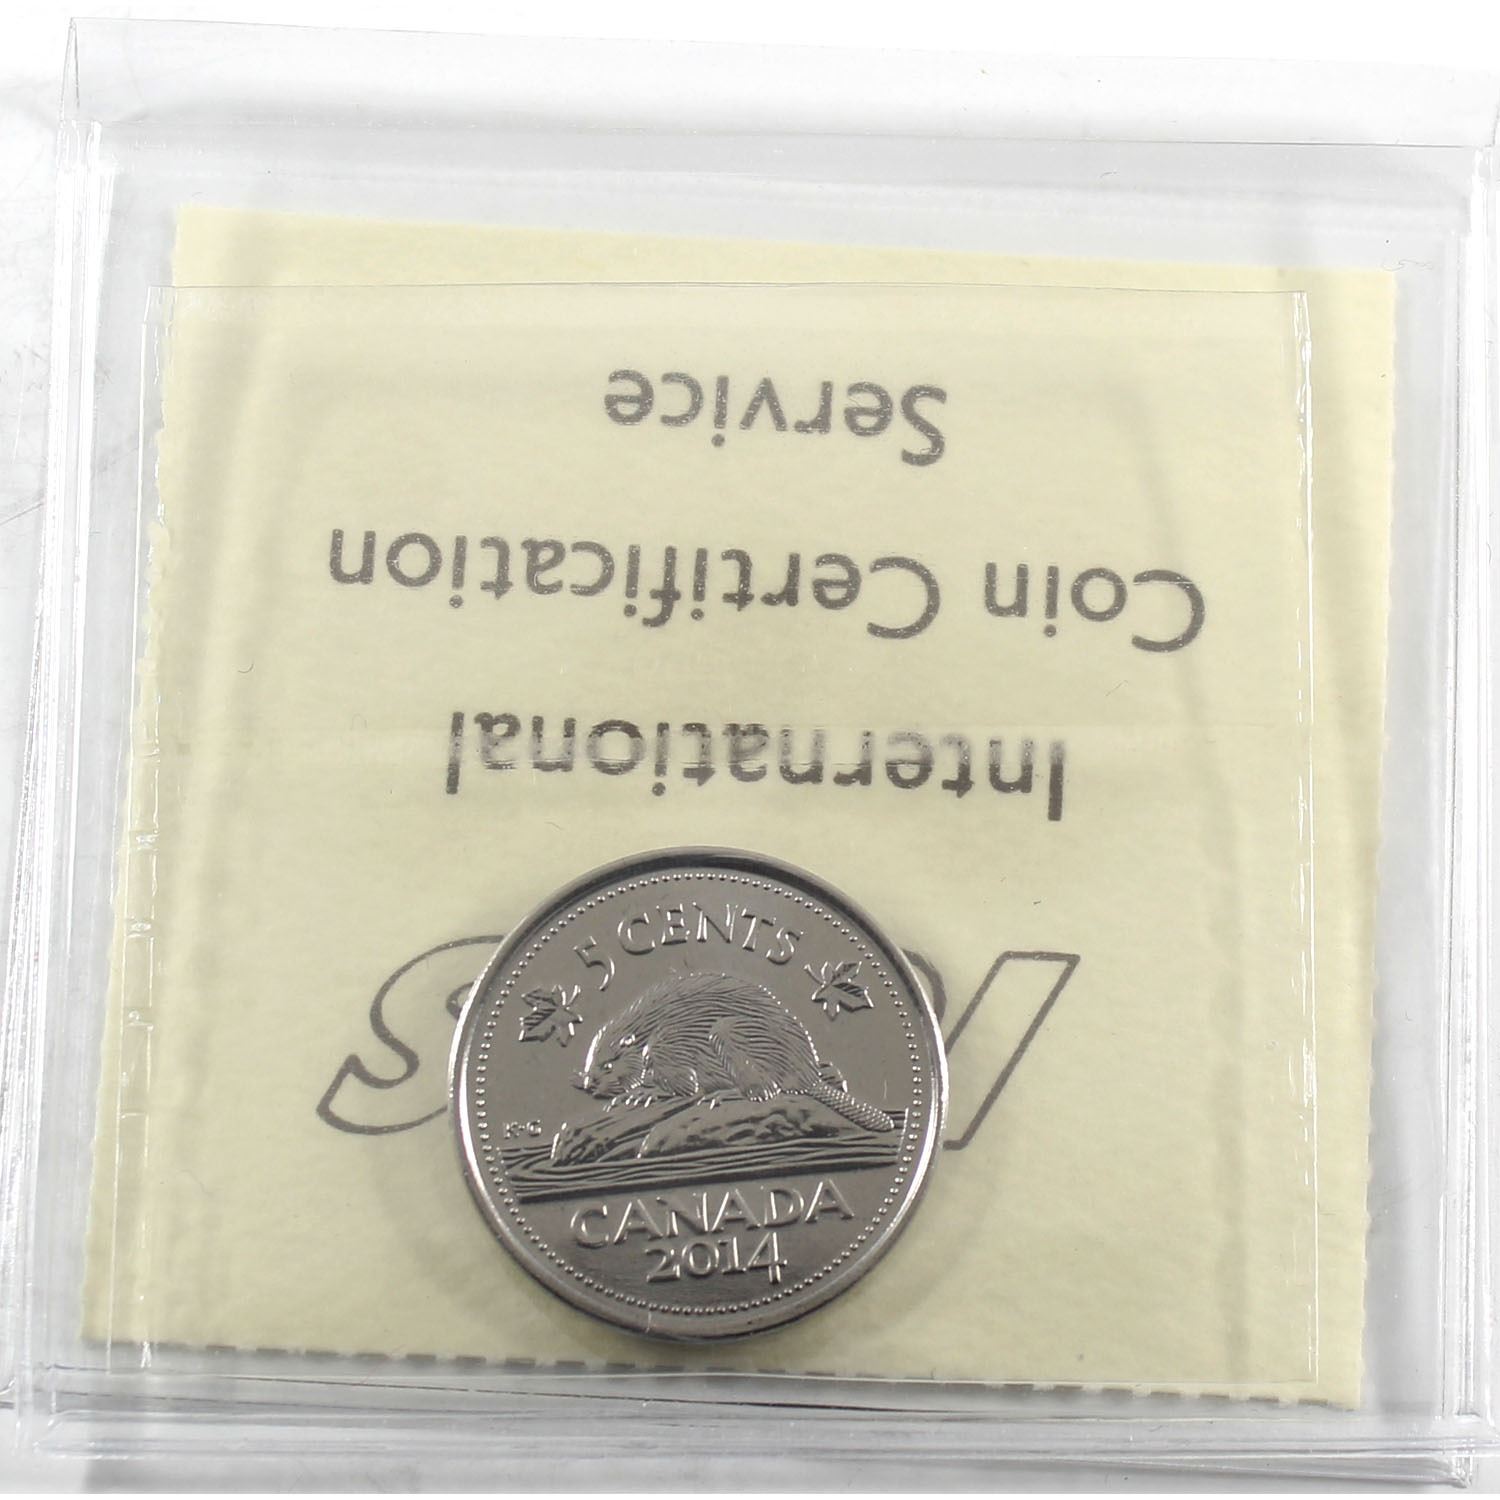 Service
Coin Certification
International
5 CENTS
K·G
CANADA
2014